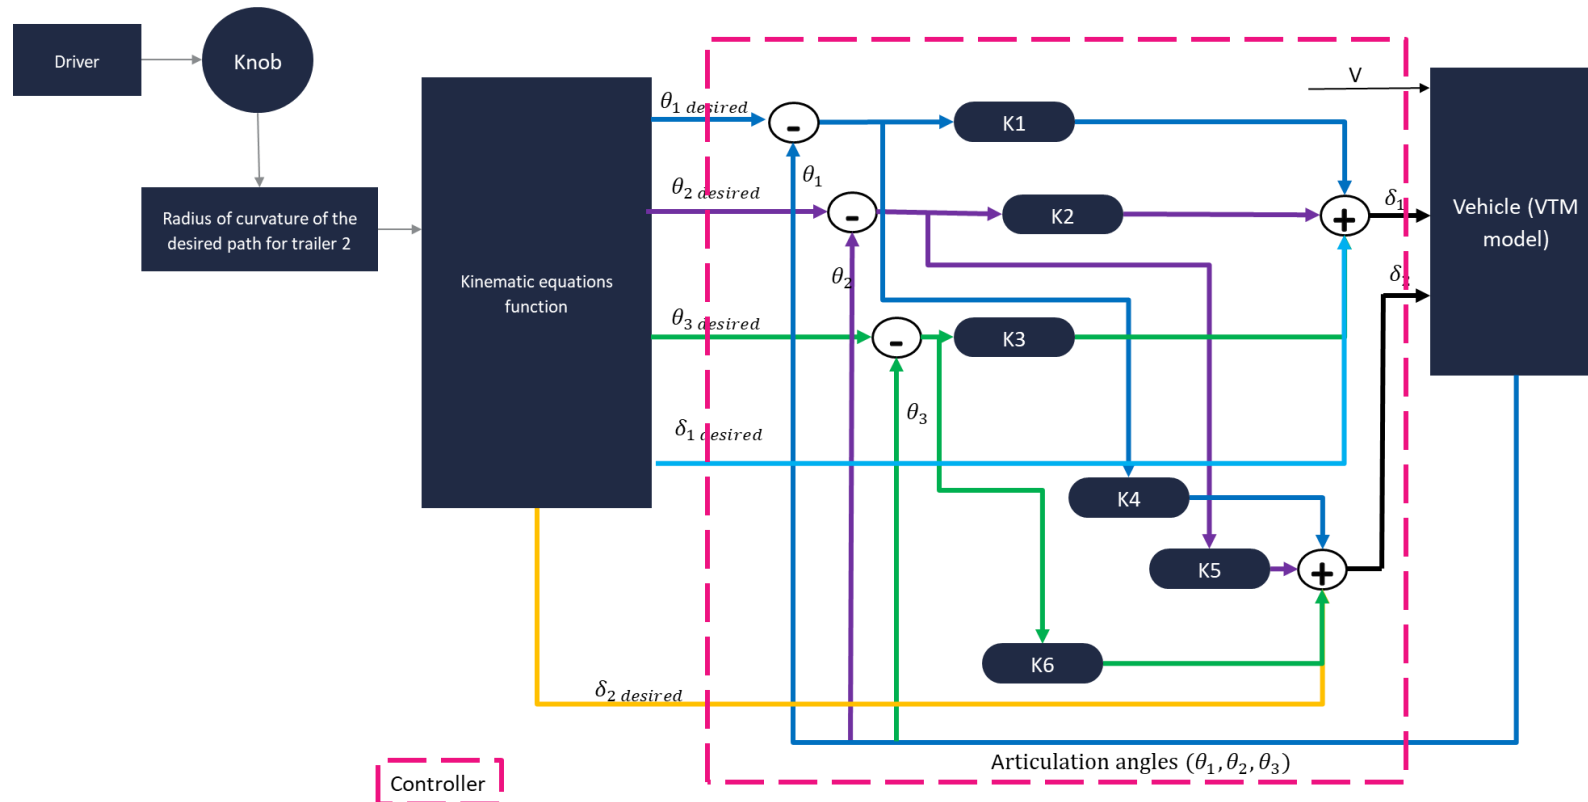 Driver
Knob
Radius of curvature of the
desired path for trailer 2
Kinematic equations
function
θ1 desired
θ2 desired
θ3 desired
δ1 desired
δ2 desired
-
-
-
θ1
θ2
θ3
K1
K2
K3
K4
K5
K6
+
+
V
δ1
δ2
Vehicle (VTM
model)
Articulation angles (θ1, θ2, θ3)
Controller